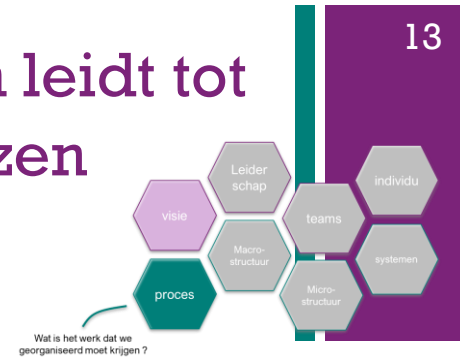 13
leidt tot
zen
Leider
schap
individu
visie
teams
Macro-
structuur
systemen
proces
Micro-
structuur
Wat is het werk dat we
georganiseerd moet krijgen ?